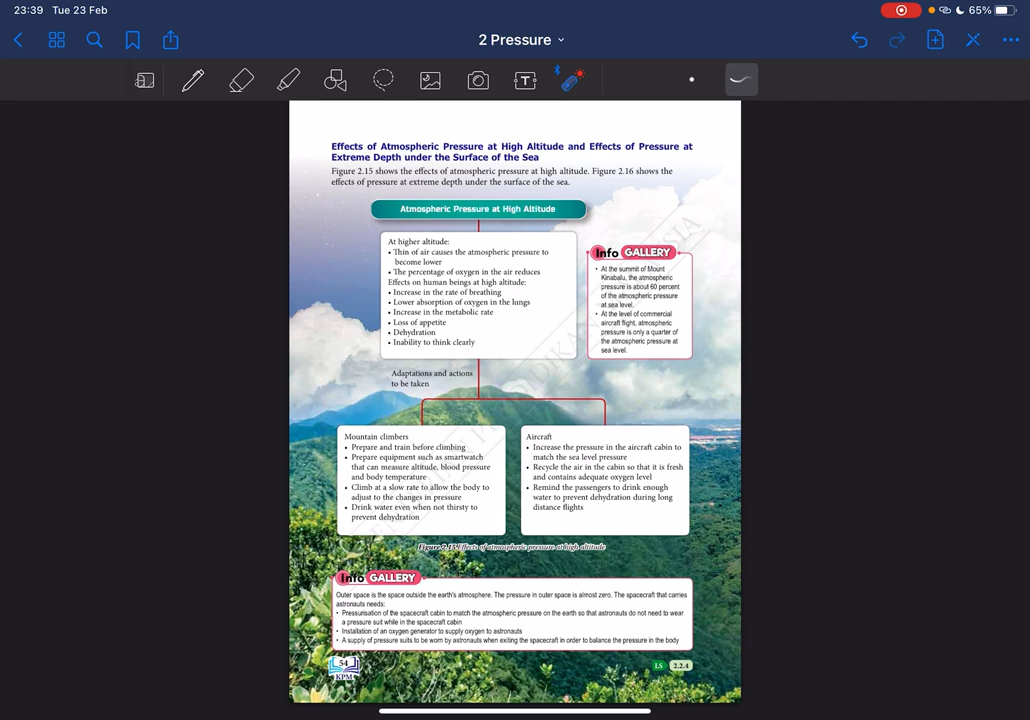 23:39 Tue 23 Feb
65%
2 Pressure
Effects of Atmospheric Pressure at High Altitude and Effects of Pressure at
Extreme Depth under the Surface of the Sea
Figure 2.15 shows the effects of atmospheric pressure at high altitude. Figure 2.16 shows the
effects of pressure at extreme depth under the surface of the sea.
Atmospheric Pressure at High Altitude
At higher altitude:
• Thin of air causes the atmospheric pressure to
become lower
• The percentage of oxygen in the air reduces
Effects on human beings at high altitude:
• Increase in the rate of breathing
• Lower absorption of oxygen in the lungs
• Increase in the metabolic rate
• Loss of appetite
• Dehydration
• Inability to think clearly
Info GALLERY
• At the summit of Mount
Kinabalu, the atmospheric
pressure is about 60 percent
of the atmospheric pressure
at sea level.
• At the level of commercial
aircraft flight, atmospheric
pressure is only a quarter of
the atmospheric pressure at
sea level.
Adaptations and actions
to be taken
Mountain climbers
• Prepare and train before climbing
• Prepare equipment such as smartwatch
that can measure altitude, blood pressure
and body temperature
• Climb at a slow rate to allow the body to
adjust to the changes in pressure
• Drink water even when not thirsty to
prevent dehydration
Aircraft
• Increase the pressure in the aircraft cabin to
match the sea level pressure
• Recycle the air in the cabin so that it is fresh
and contains adequate oxygen level
• Remind the passengers to drink enough
water to prevent dehydration during long
distance flights
Figure 2.15 Effects of atmospheric pressure at high altitude
Info GALLERY
Outer space is the space outside the earth's atmosphere. The pressure in outer space is almost zero. The spacecraft that carries
astronauts needs:
• Pressurisation of the spacecraft cabin to match the atmospheric pressure on the earth so that astronauts do not need to wear
a pressure suit while in the spacecraft cabin
• Installation of an oxygen generator to supply oxygen to astronauts
• A supply of pressure suits to be worn by astronauts when exiting the spacecraft in order to balance the pressure in the body
54
KPM
LS 2.2.4